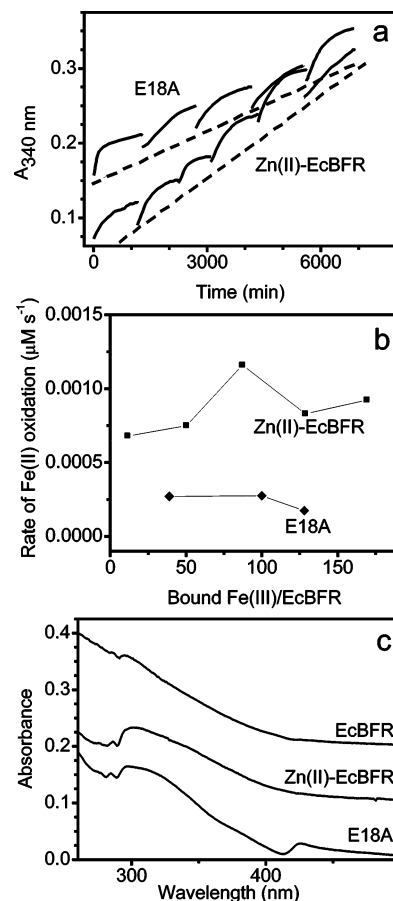 a
E18A
Zn(II)-EcBFR
A340 nm
0.3
0.2
0.1
0
3000
6000
Time (min)
b
Rate of Fe(II) oxidation (μM s⁻¹)
0.0015
0.0010
0.0005
0.0000
Zn(II)-EcBFR
E18A
0
50
100
150
Bound Fe(III)/EcBFR
c
Absorbance
0.4
0.3
0.2
0.1
0.0
EcBFR
Zn(II)-EcBFR
E18A
300
400
Wavelength (nm)